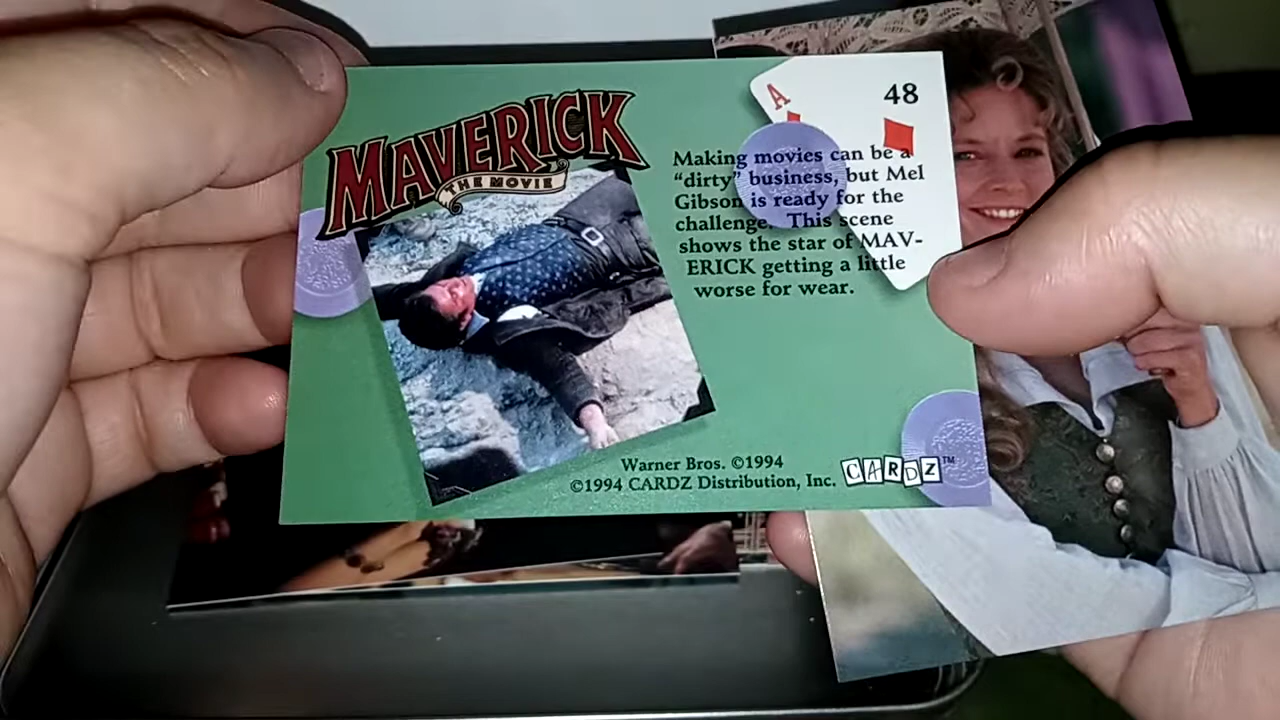 MAVERICK
THE MOVIE
A
48
Making movies can be a
"dirty" business, but Mel
Gibson is ready for the
challenge. This scene
shows the star of MAV-
ERICK getting a little
worse for wear.
Warner Bros. ©1994
©1994 CARDZ Distribution, Inc.
CARDZ™